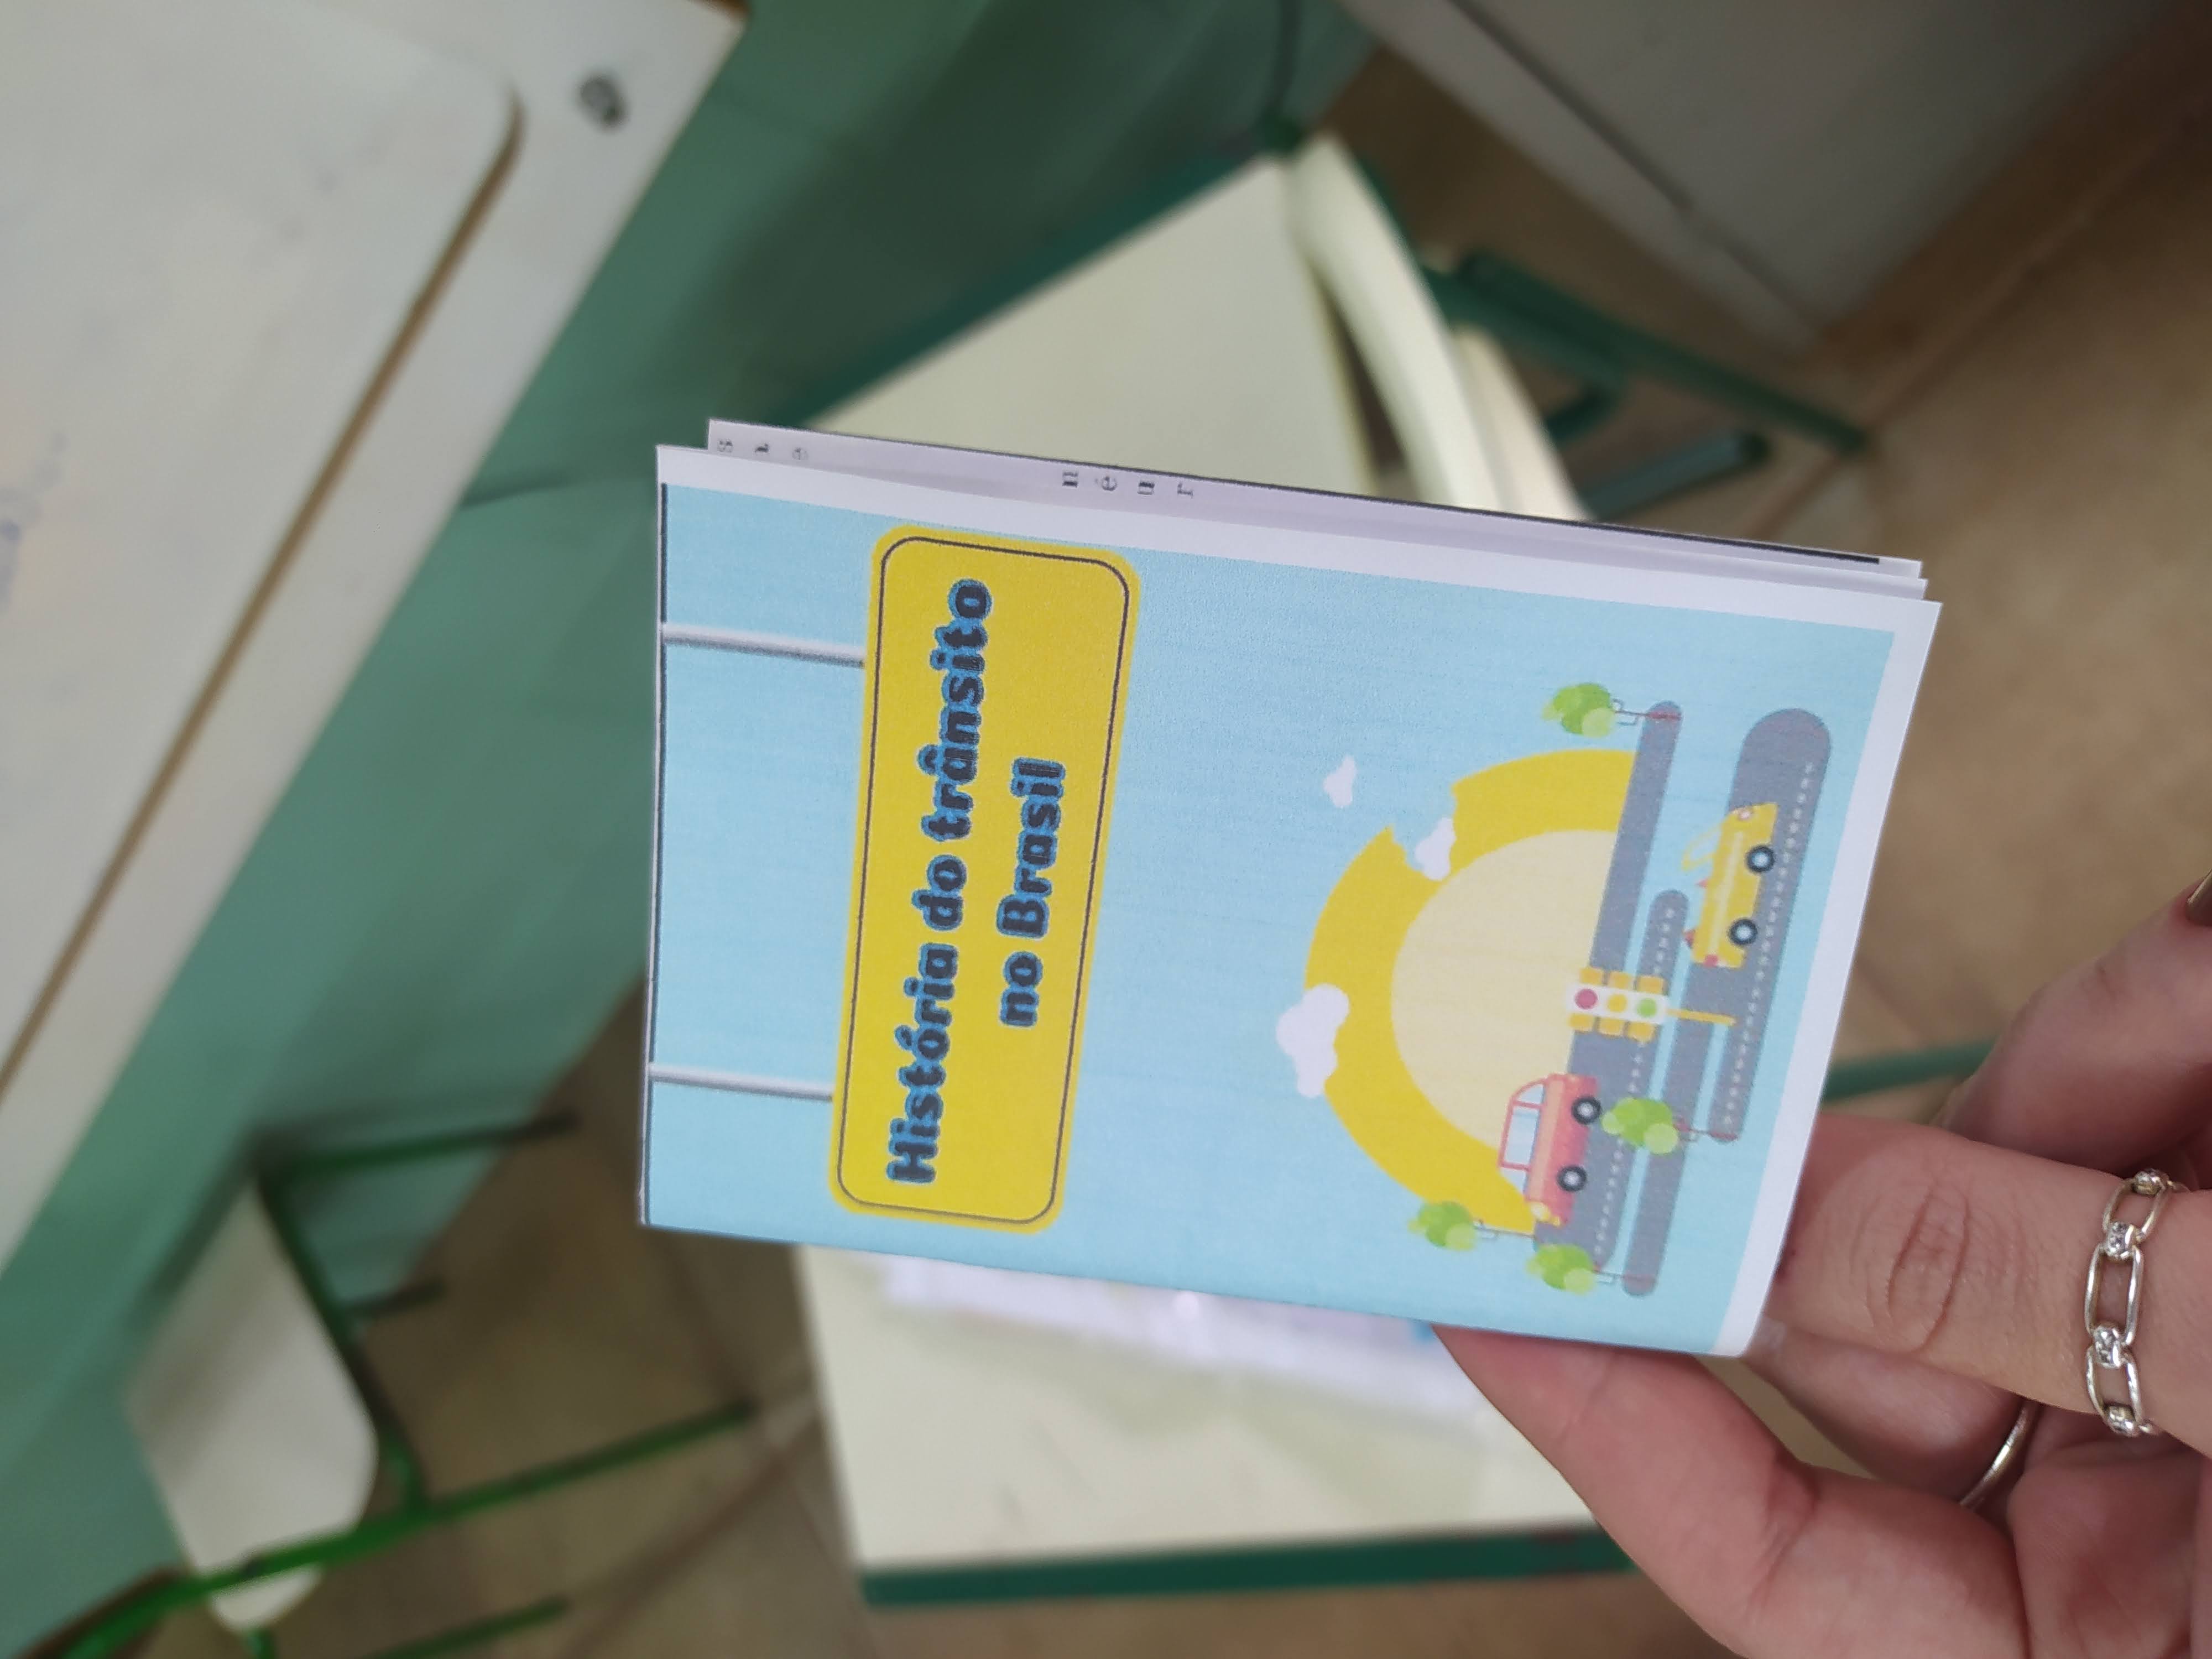 História do trânsito
no Brasil